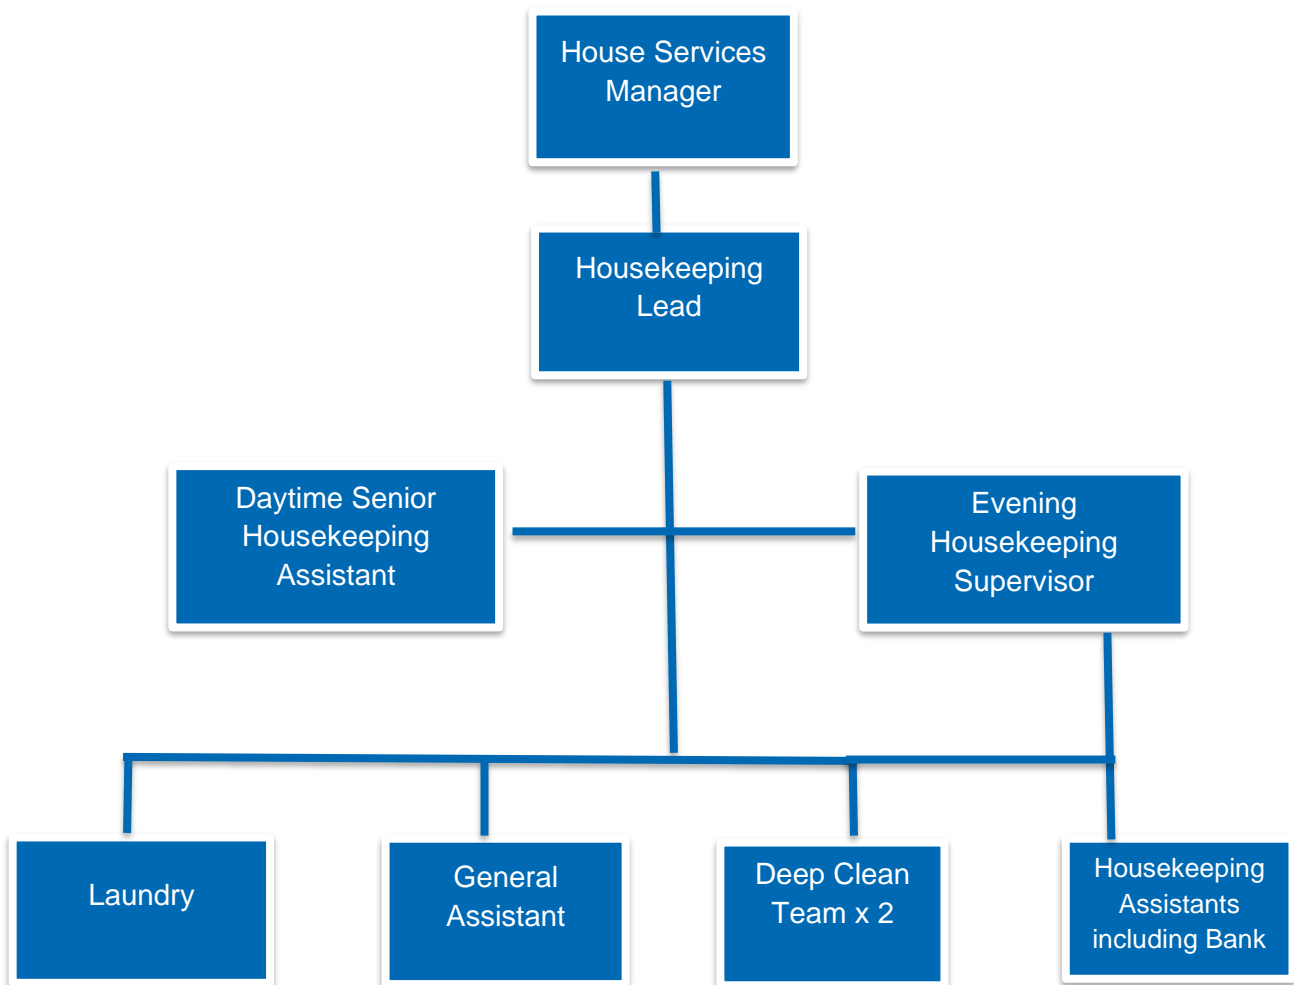 House Services
Manager
Housekeeping
Lead
Daytime Senior
Housekeeping
Assistant
Evening
Housekeeping
Supervisor
Laundry
General
Assistant
Deep Clean
Team x 2
Housekeeping
Assistants
including Bank